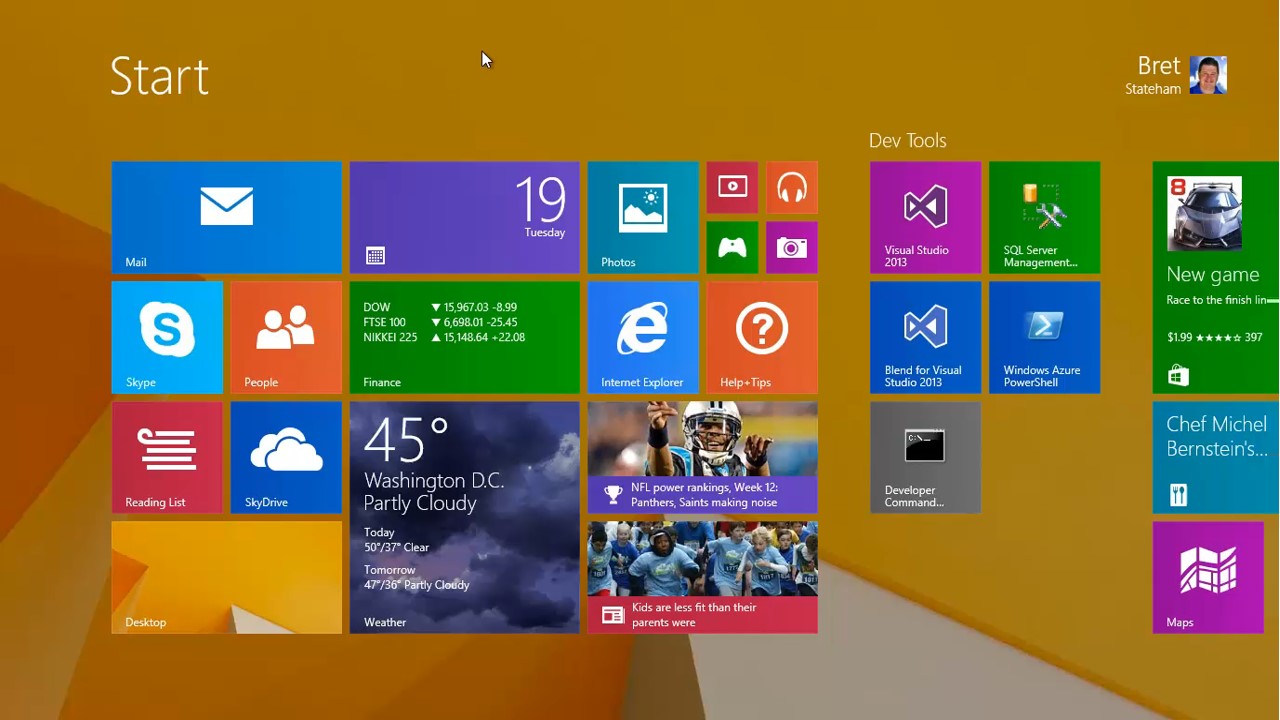 Start
Bret
Stateham
Mail
19
Tuesday
Photos
Dev Tools
Visual Studio
2013
SQL Server
Management...
8
New game
Race to the finish lin
$1.99 ★★★★☆ 397
Skype
People
DOW ▼ 15,967.03 -8.99
FTSE 100 ▼ 6,698.01 -25.45
NIKKEI 225 ▲ 15,148.64 +22.08
Finance
Internet Explorer
Help+Tips
Blend for Visual
Studio 2013
Windows Azure
PowerShell
Reading List
SkyDrive
45°
Washington D.C.
Partly Cloudy
Today
50°/37° Clear
Tomorrow
47°/36° Partly Cloudy
Weather
NFL power rankings, Week 12:
Panthers, Saints making noise
C:\_
Developer
Command...
Chef Michel
Bernstein's...
Desktop
Kids are less fit than their
parents were
Maps